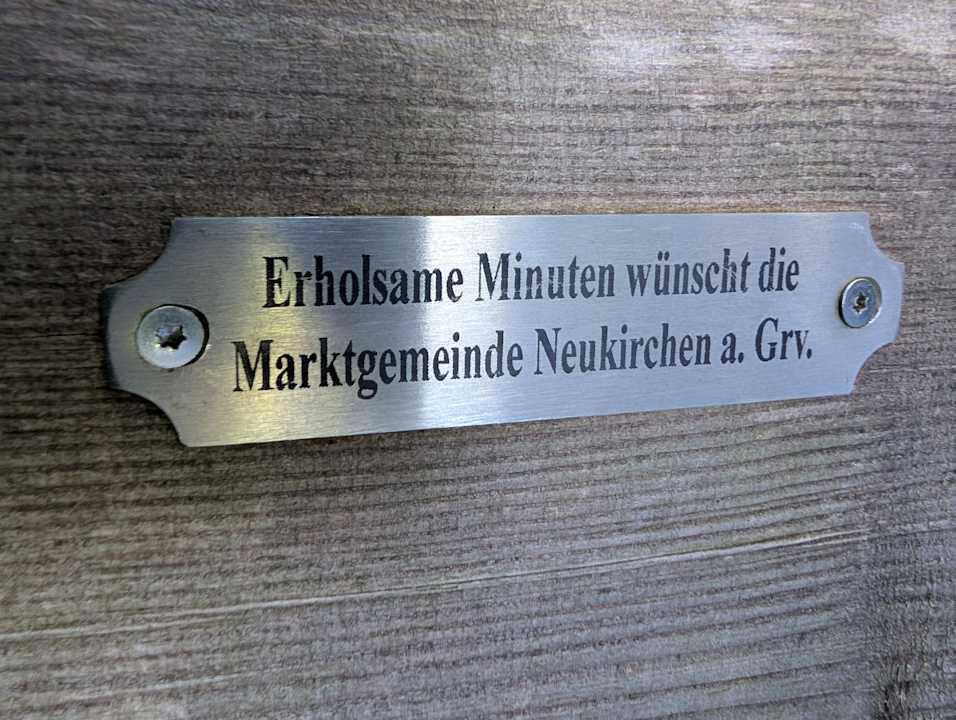 Erholsame Minuten wünscht die
Marktgemeinde Neukirchen a. Grv.